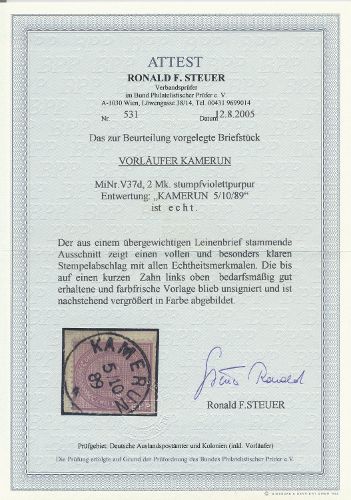 ATTEST
RONALD F. STEUER
Verbandsprüfer
im Bund Philatelistischer Prüfer e.V.
A-1030 Wien, Löwengasse 38/14, Tel. 00431 9699014
Nr. 531 Datum 12.8.2005
Das zur Beurteilung vorgelegte Briefstück
VORLÄUFER KAMERUN
MiNr.V37d, 2 Mk. stumpfviolettpurpur
Entwertung: „KAMERUN 5/10/89“
ist echt.
Der aus einem übergewichtigen Leinenbrief stammende
Ausschnitt zeigt einen vollen und besonders klaren
Stempelabschlag mit allen Echtheitsmerkmalen. Die bis
auf einen kurzen Zahn links oben bedarfsmäßig gut
erhaltene und farbfrische Vorlage blieb unsigniert und ist
nachstehend vergrößert in Farbe abgebildet.
KAMERUN
5/10
89
Ronald F.STEUER
Prüfgebiet: Deutsche Auslandspostämter und Kolonien (inkl. Vorläufer)
Die Prüfung erfolgte auf Grund der Prüfordnung des Bundes Philatelistischer Prüfer e.V.